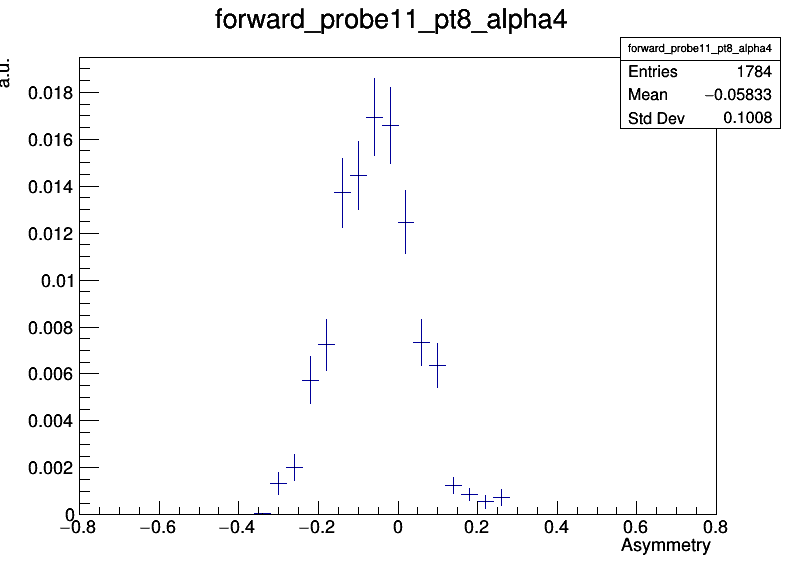 forward_probe11_pt8_alpha4
forward_probe11_pt8_alpha4
Entries 1784
Mean −0.05833
Std Dev 0.1008
a.u.
0.018
0.016
0.014
0.012
0.01
0.008
0.006
0.004
0.002
0
−0.8 −0.6 −0.4 −0.2 0 0.2 0.4 0.6 0.8
Asymmetry